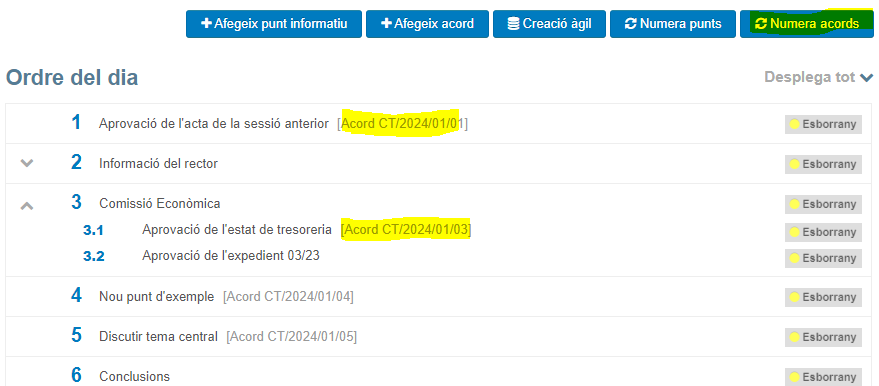 Afegeix punt informatiu Afegeix acord Creació àgil Numera punts Numera acords
Ordre del dia Desplega tot
1 Aprovació de l'acta de la sessió anterior [Acord CT/2024/01/01] Esborrany
2 Informació del rector Esborrany
3 Comissió Econòmica Esborrany
3.1 Aprovació de l'estat de tresoreria [Acord CT/2024/01/03] Esborrany
3.2 Aprovació de l'expedient 03/23 Esborrany
4 Nou punt d'exemple [Acord CT/2024/01/04] Esborrany
5 Discutir tema central [Acord CT/2024/01/05] Esborrany
6 Conclusions Esborrany